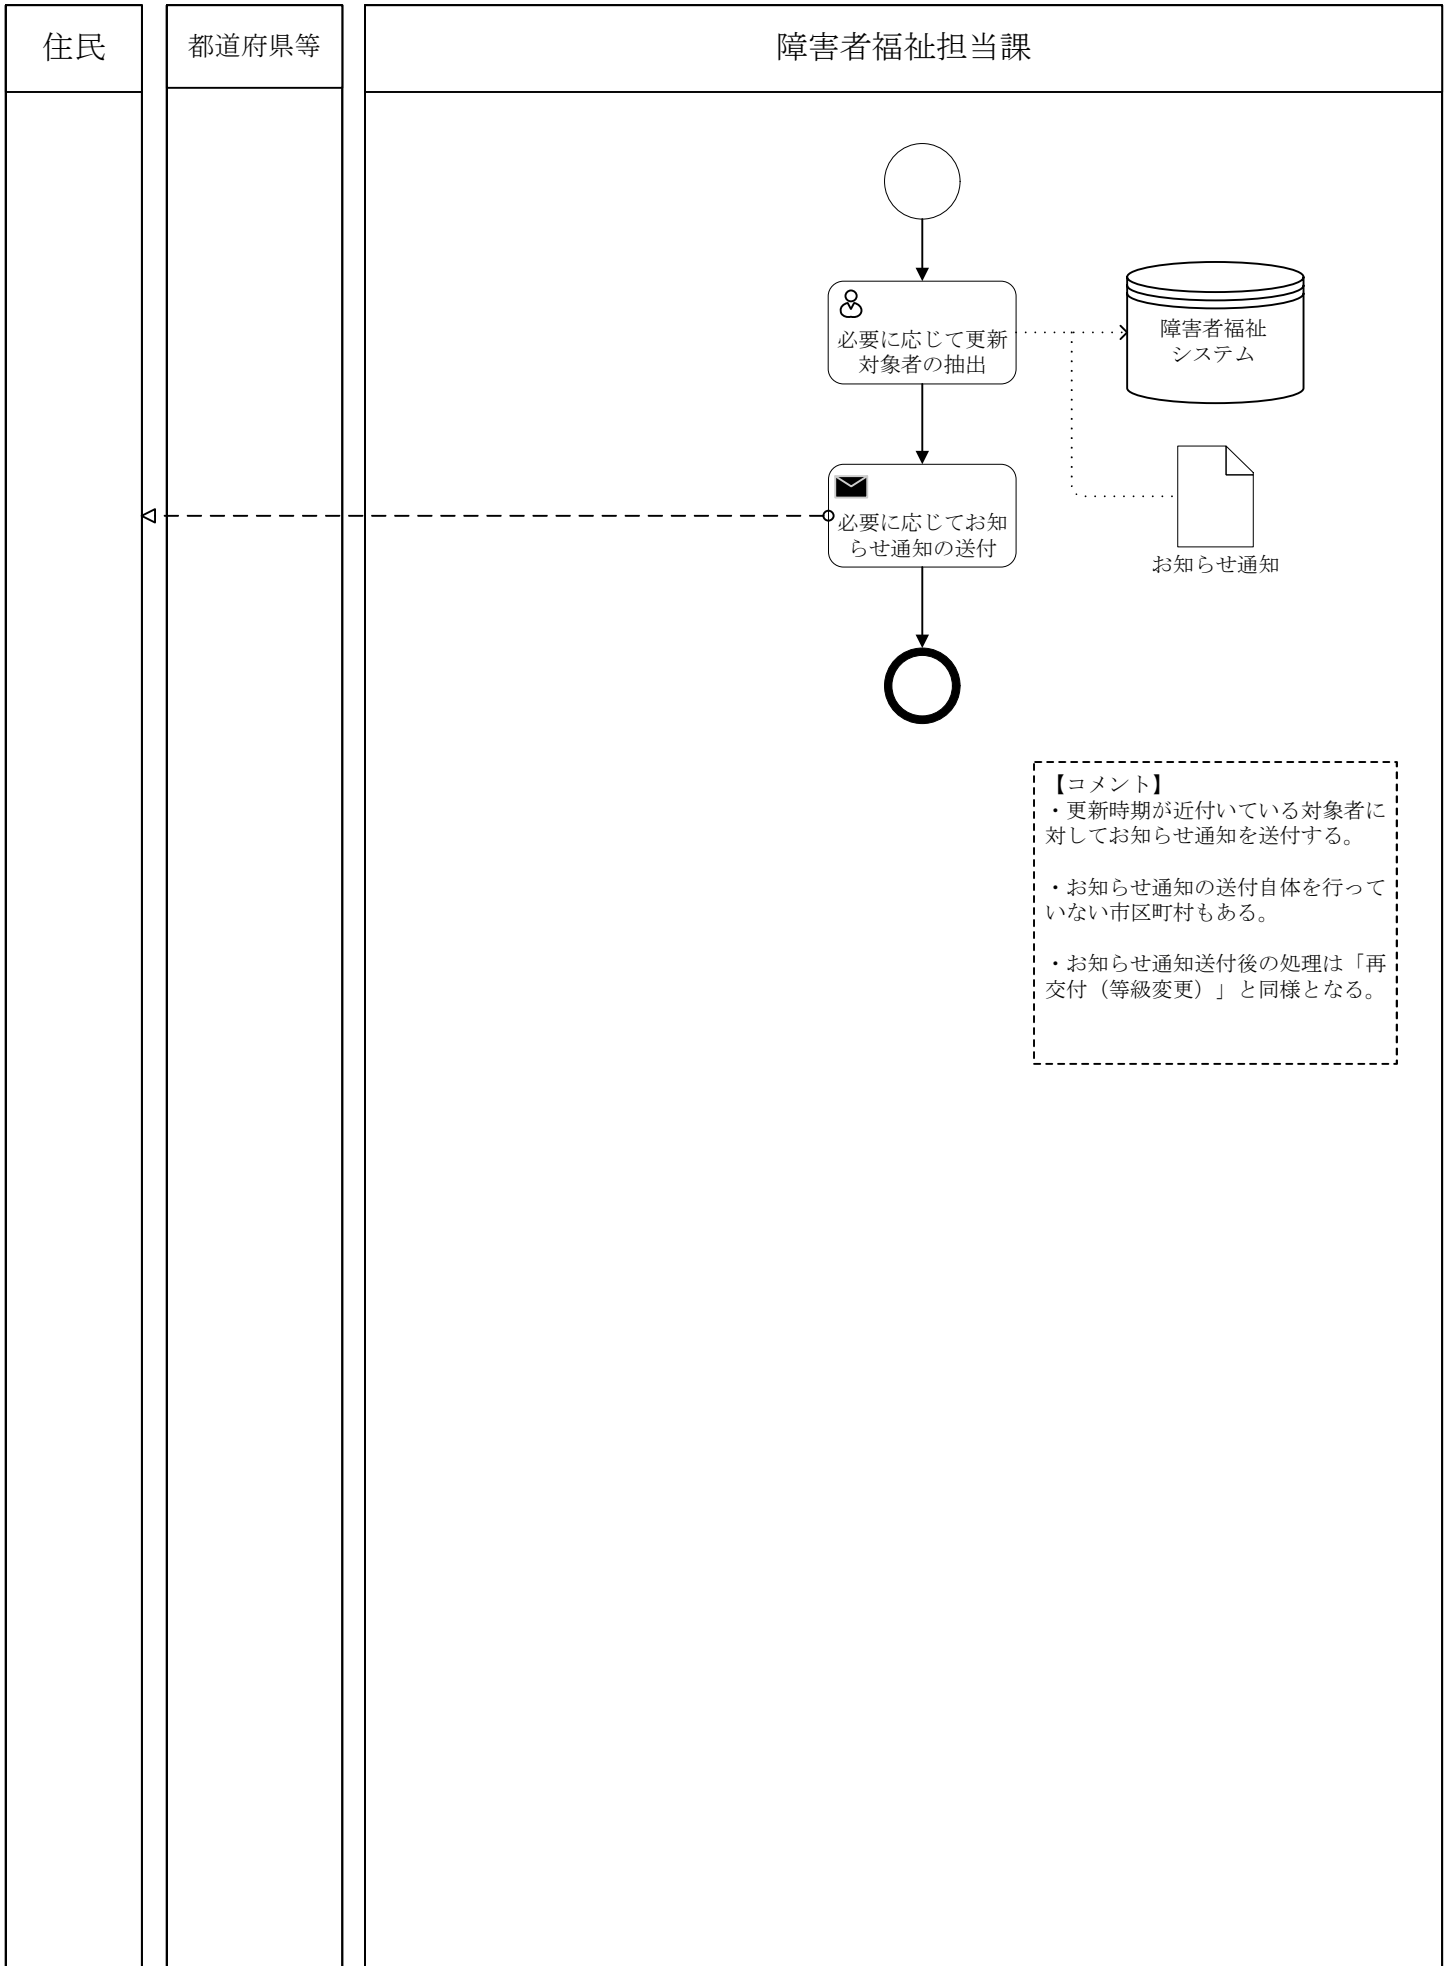 住民
都道府県等
障害者福祉担当課
必要に応じて更新
対象者の抽出
障害者福祉
システム
必要に応じてお知
らせ通知の送付
お知らせ通知
【コメント】
・更新時期が近付いている対象者に
対してお知らせ通知を送付する。
・お知らせ通知の送付自体を行って
いない市区町村もある。
・お知らせ通知送付後の処理は「再
交付（等級変更）」と同様となる。